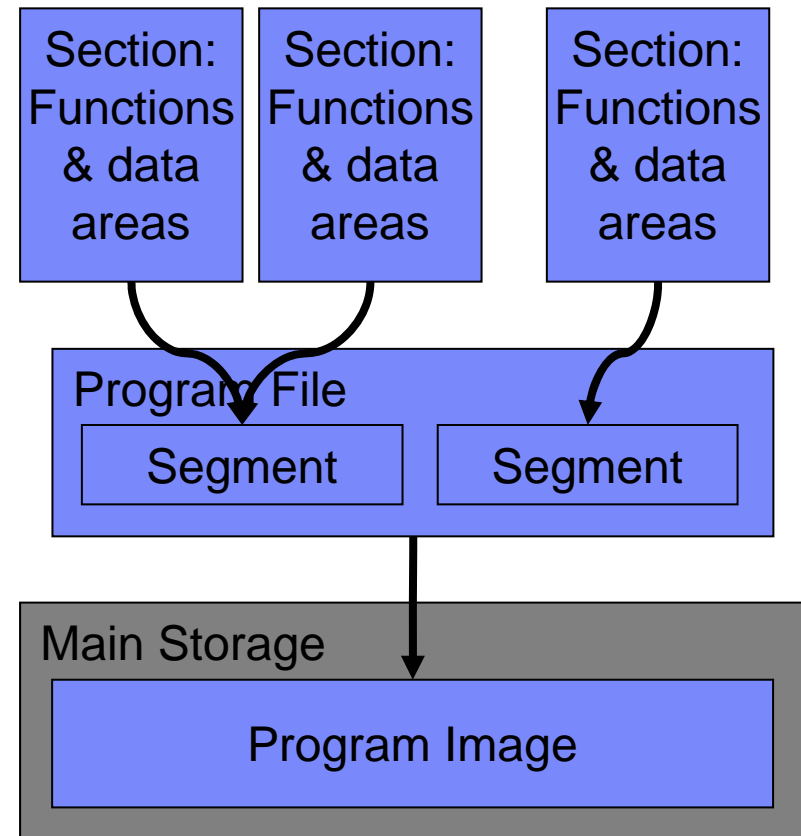 Section:
Functions
& data
areas
Section:
Functions
& data
areas
Section:
Functions
& data
areas
Program File
Segment
Segment
Main Storage
Program Image